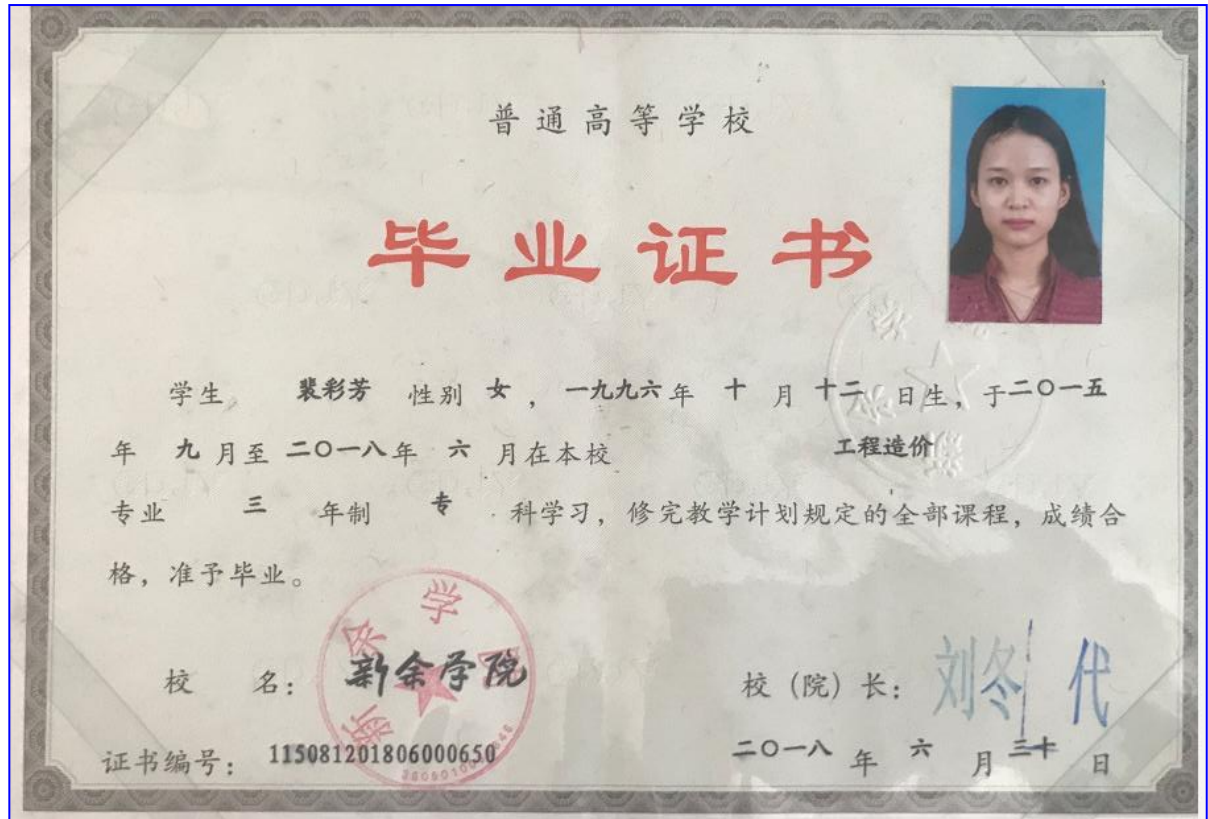 普通高等学校
毕业证书
学生 裴彩芳 性别 女 ，一九九六年 十 月 十二 日生，于二〇一五
年 九 月至 二〇一八年 六 月在本校 工程造价
专业 三 年制 专 科学习，修完教学计划规定的全部课程，成绩合
格，准予毕业。
校 名： 新余学院
校（院）长： 刘冬 代
证书编号： 115081201806000650
二〇一八 年 六 月 三十 日